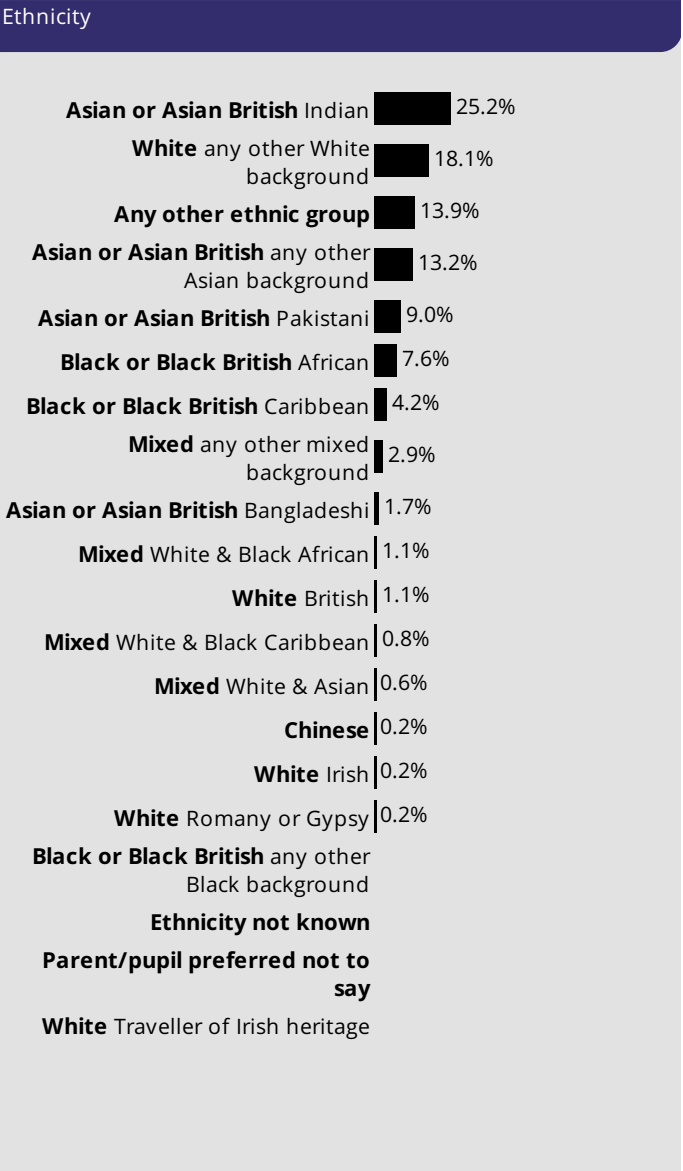 Ethnicity
Asian or Asian British Indian 25.2%
White any other White
background 18.1%
Any other ethnic group 13.9%
Asian or Asian British any other
Asian background 13.2%
Asian or Asian British Pakistani 9.0%
Black or Black British African 7.6%
Black or Black British Caribbean 4.2%
Mixed any other mixed
background 2.9%
Asian or Asian British Bangladeshi 1.7%
Mixed White & Black African 1.1%
White British 1.1%
Mixed White & Black Caribbean 0.8%
Mixed White & Asian 0.6%
Chinese 0.2%
White Irish 0.2%
White Romany or Gypsy 0.2%
Black or Black British any other
Black background
Ethnicity not known
Parent/pupil preferred not to
say
White Traveller of Irish heritage